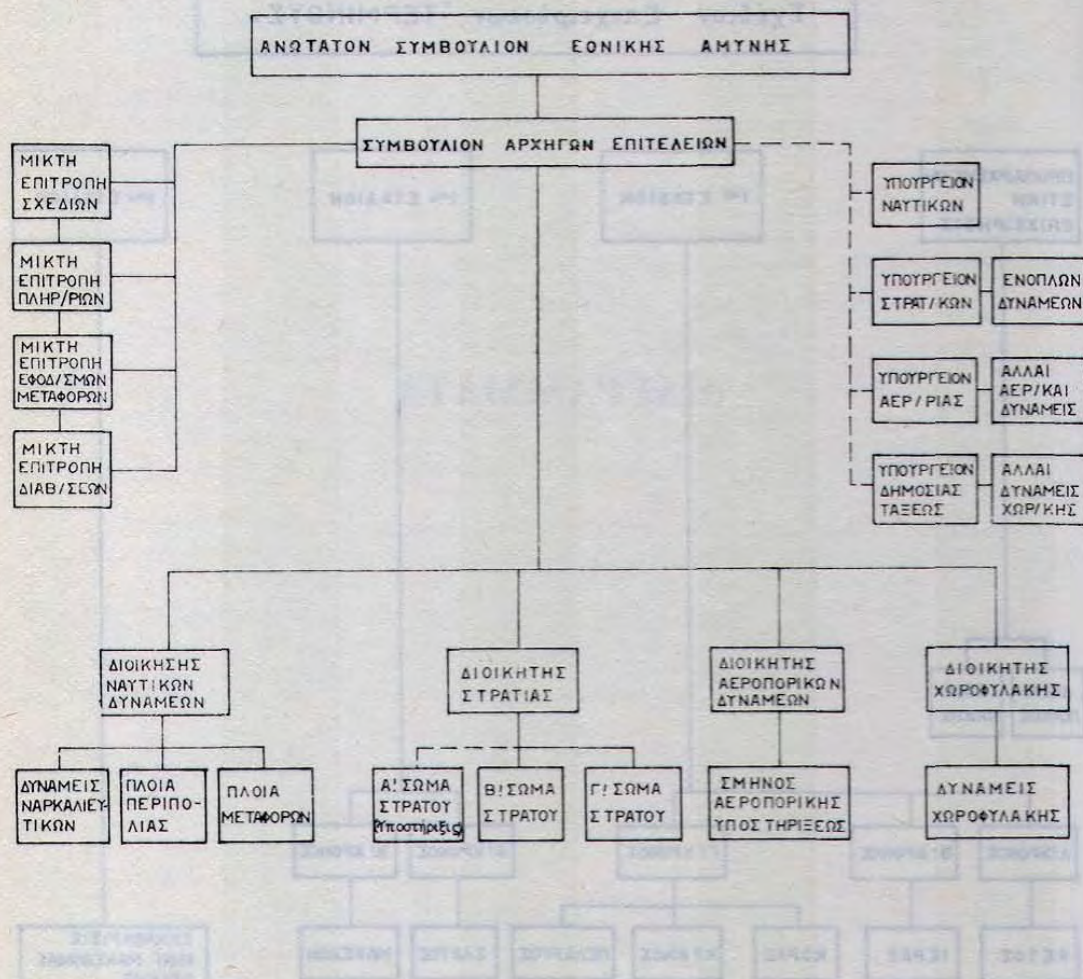 ΑΝΩΤΑΤΟΝ ΣΥΜΒΟΥΛΙΟΝ ΕΘΝΙΚΗΣ ΑΜΥΝΗΣ
ΣΥΜΒΟΥΛΙΟΝ ΑΡΧΗΓΩΝ ΕΠΙΤΕΛΕΙΩΝ
ΜΙΚΤΗ
ΕΠΙΤΡΟΠΗ
ΣΧΕΔΙΩΝ
ΜΙΚΤΗ
ΕΠΙΤΡΟΠΗ
ΠΛΗΡ/ΡΙΩΝ
ΜΙΚΤΗ
ΕΠΙΤΡΟΠΗ
ΕΦΟΔ/ΣΜΩΝ
ΜΕΤΑΦΟΡΩΝ
ΜΙΚΤΗ
ΕΠΙΤΡΟΠΗ
ΔΙΑΒ/ΣΕΩΝ
ΥΠΟΥΡΓΕΙΟΝ
ΝΑΥΤΙΚΩΝ
ΥΠΟΥΡΓΕΙΟΝ
ΣΤΡΑΤ/ΚΩΝ
ΕΝΟΠΛΩΝ
ΔΥΝΑΜΕΩΝ
ΥΠΟΥΡΓΕΙΟΝ
ΑΕΡ/ΡΙΑΣ
ΑΛΛΑΙ
ΑΕΡ/ΚΑΙ
ΔΥΝΑΜΕΙΣ
ΥΠΟΥΡΓΕΙΟΝ
ΔΗΜΟΣΙΑΣ
ΤΑΞΕΩΣ
ΑΛΛΑΙ
ΔΥΝΑΜΕΙΣ
ΧΩΡ/ΚΗΣ
ΔΙΟΙΚΗΣΗΣ
ΝΑΥΤΙΚΩΝ
ΔΥΝΑΜΕΩΝ
ΔΙΟΙΚΗΤΗΣ
ΣΤΡΑΤΙΑΣ
ΔΙΟΙΚΗΤΗΣ
ΑΕΡΟΠΟΡΙΚΩΝ
ΔΥΝΑΜΕΩΝ
ΔΙΟΙΚΗΤΗΣ
ΧΩΡΟΦΥΛΑΚΗΣ
ΔΥΝΑΜΕΙΣ
ΝΑΡΚΑΛΙΕΥ-
ΤΙΚΩΝ
ΠΛΟΙΑ
ΠΕΡΙΠΟ-
ΛΙΑΣ
ΠΛΟΙΑ
ΜΕΤΑΦΟΡΩΝ
Α! ΣΩΜΑ
ΣΤΡΑΤΟΥ
(Υποστήριξις)
Β! ΣΩΜΑ
ΣΤΡΑΤΟΥ
Γ! ΣΩΜΑ
ΣΤΡΑΤΟΥ
ΣΜΗΝΟΣ
ΑΕΡΟΠΟΡΙΚΗΣ
ΥΠΟΣΤΗΡΙΞΕΩΣ
ΔΥΝΑΜΕΙΣ
ΧΩΡΟΦΥΛΑΚΗΣ